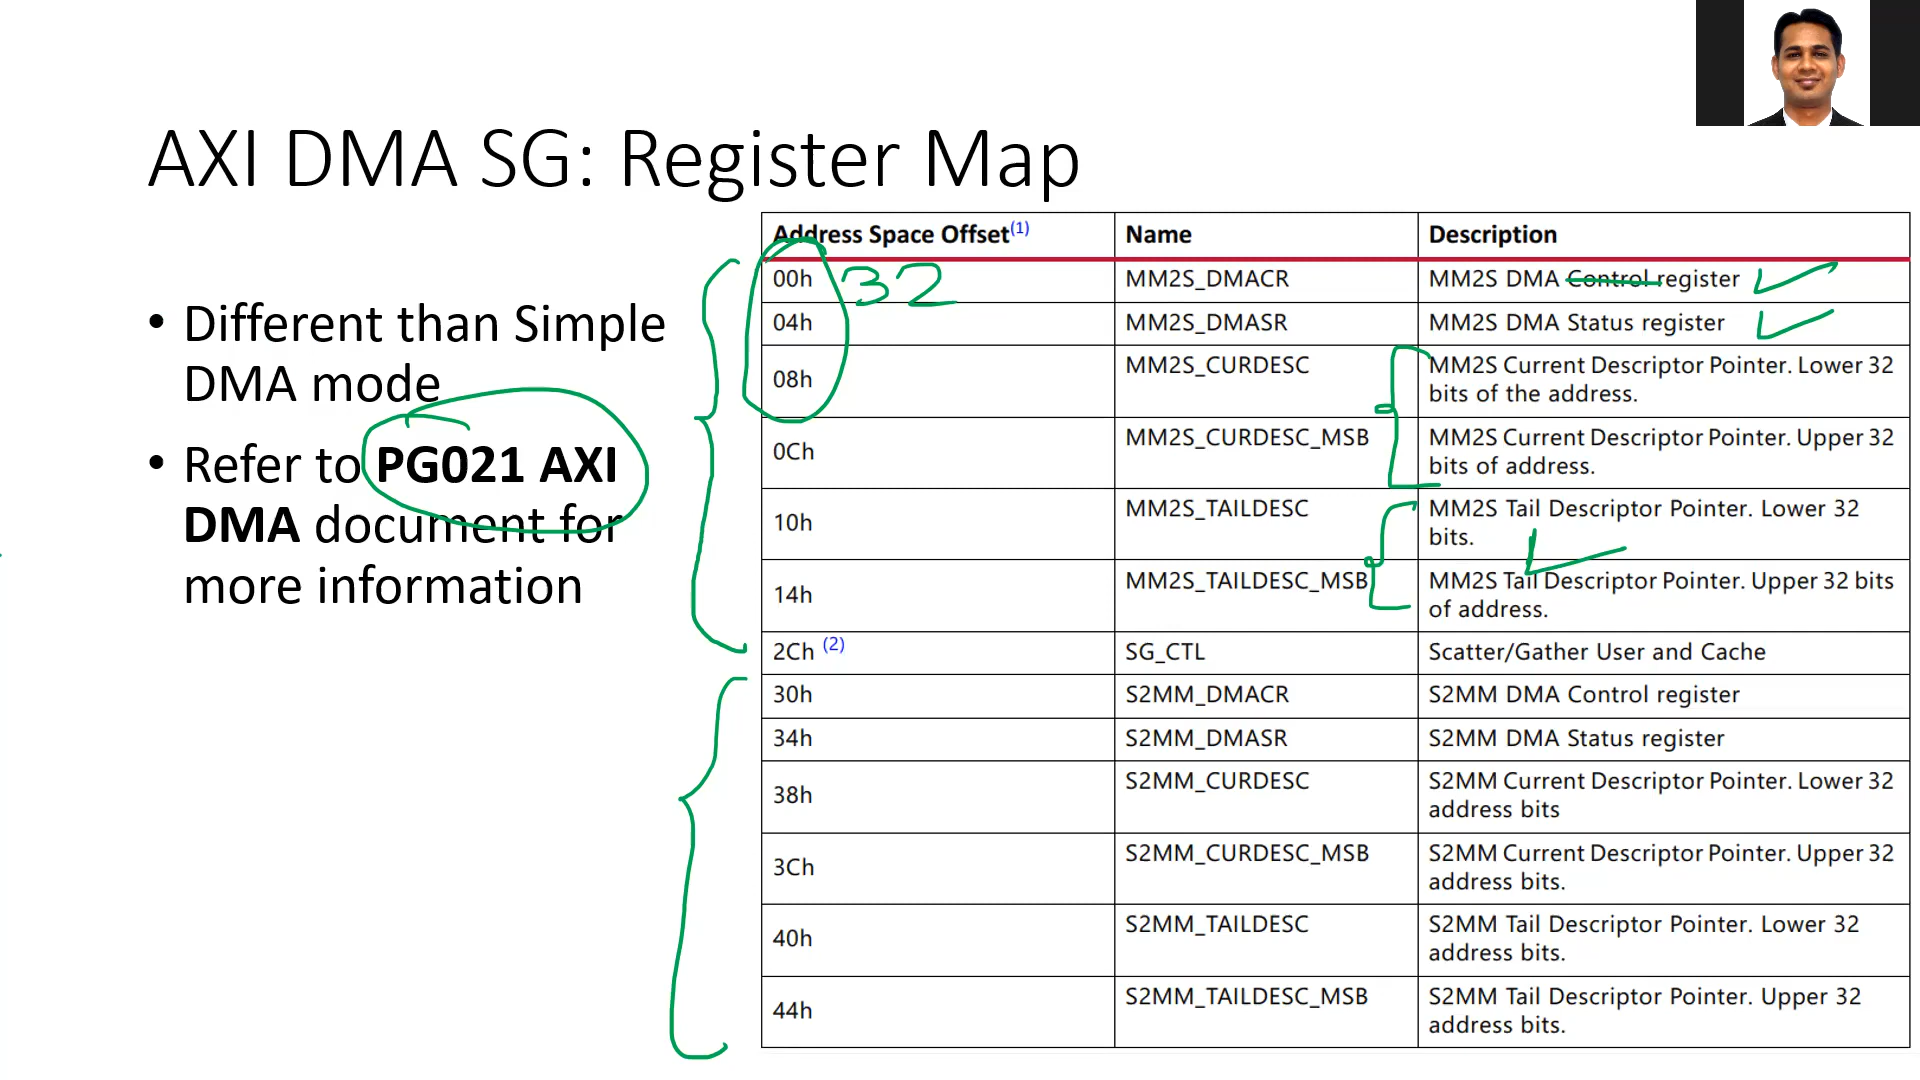 AXI DMA SG: Register Map
• Different than Simple
DMA mode
• Refer to PG021 AXI
DMA document for
more information
Address Space Offset(1) Name Description
00h 32 MM2S_DMACR MM2S DMA Control register
04h MM2S_DMASR MM2S DMA Status register
08h MM2S_CURDESC MM2S Current Descriptor Pointer. Lower 32
bits of the address.
0Ch MM2S_CURDESC_MSB MM2S Current Descriptor Pointer. Upper 32
bits of address.
10h MM2S_TAILDESC MM2S Tail Descriptor Pointer. Lower 32
bits.
14h MM2S_TAILDESC_MSB MM2S Tail Descriptor Pointer. Upper 32 bits
of address.
2Ch (2) SG_CTL Scatter/Gather User and Cache
30h S2MM_DMACR S2MM DMA Control register
34h S2MM_DMASR S2MM DMA Status register
38h S2MM_CURDESC S2MM Current Descriptor Pointer. Lower 32
address bits
3Ch S2MM_CURDESC_MSB S2MM Current Descriptor Pointer. Upper 32
address bits.
40h S2MM_TAILDESC S2MM Tail Descriptor Pointer. Lower 32
address bits.
44h S2MM_TAILDESC_MSB S2MM Tail Descriptor Pointer. Upper 32
address bits.